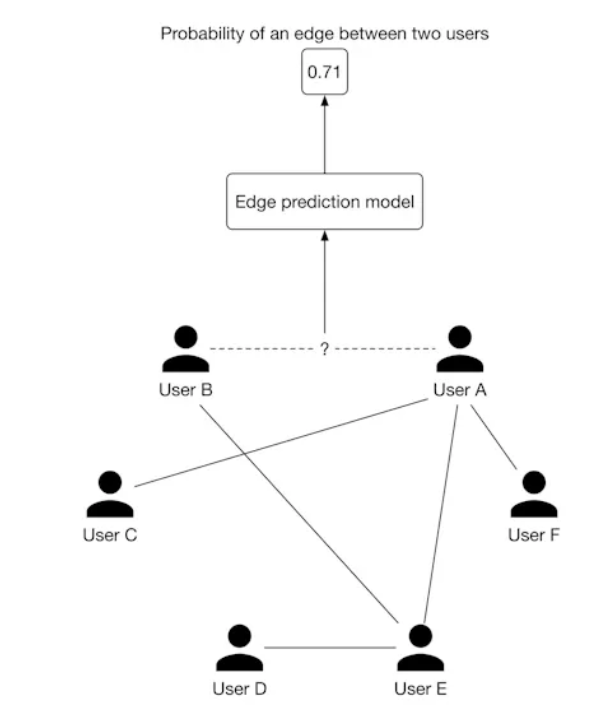 Probability of an edge between two users
0.71
Edge prediction model
?
User B
User A
User C
User F
User D
User E